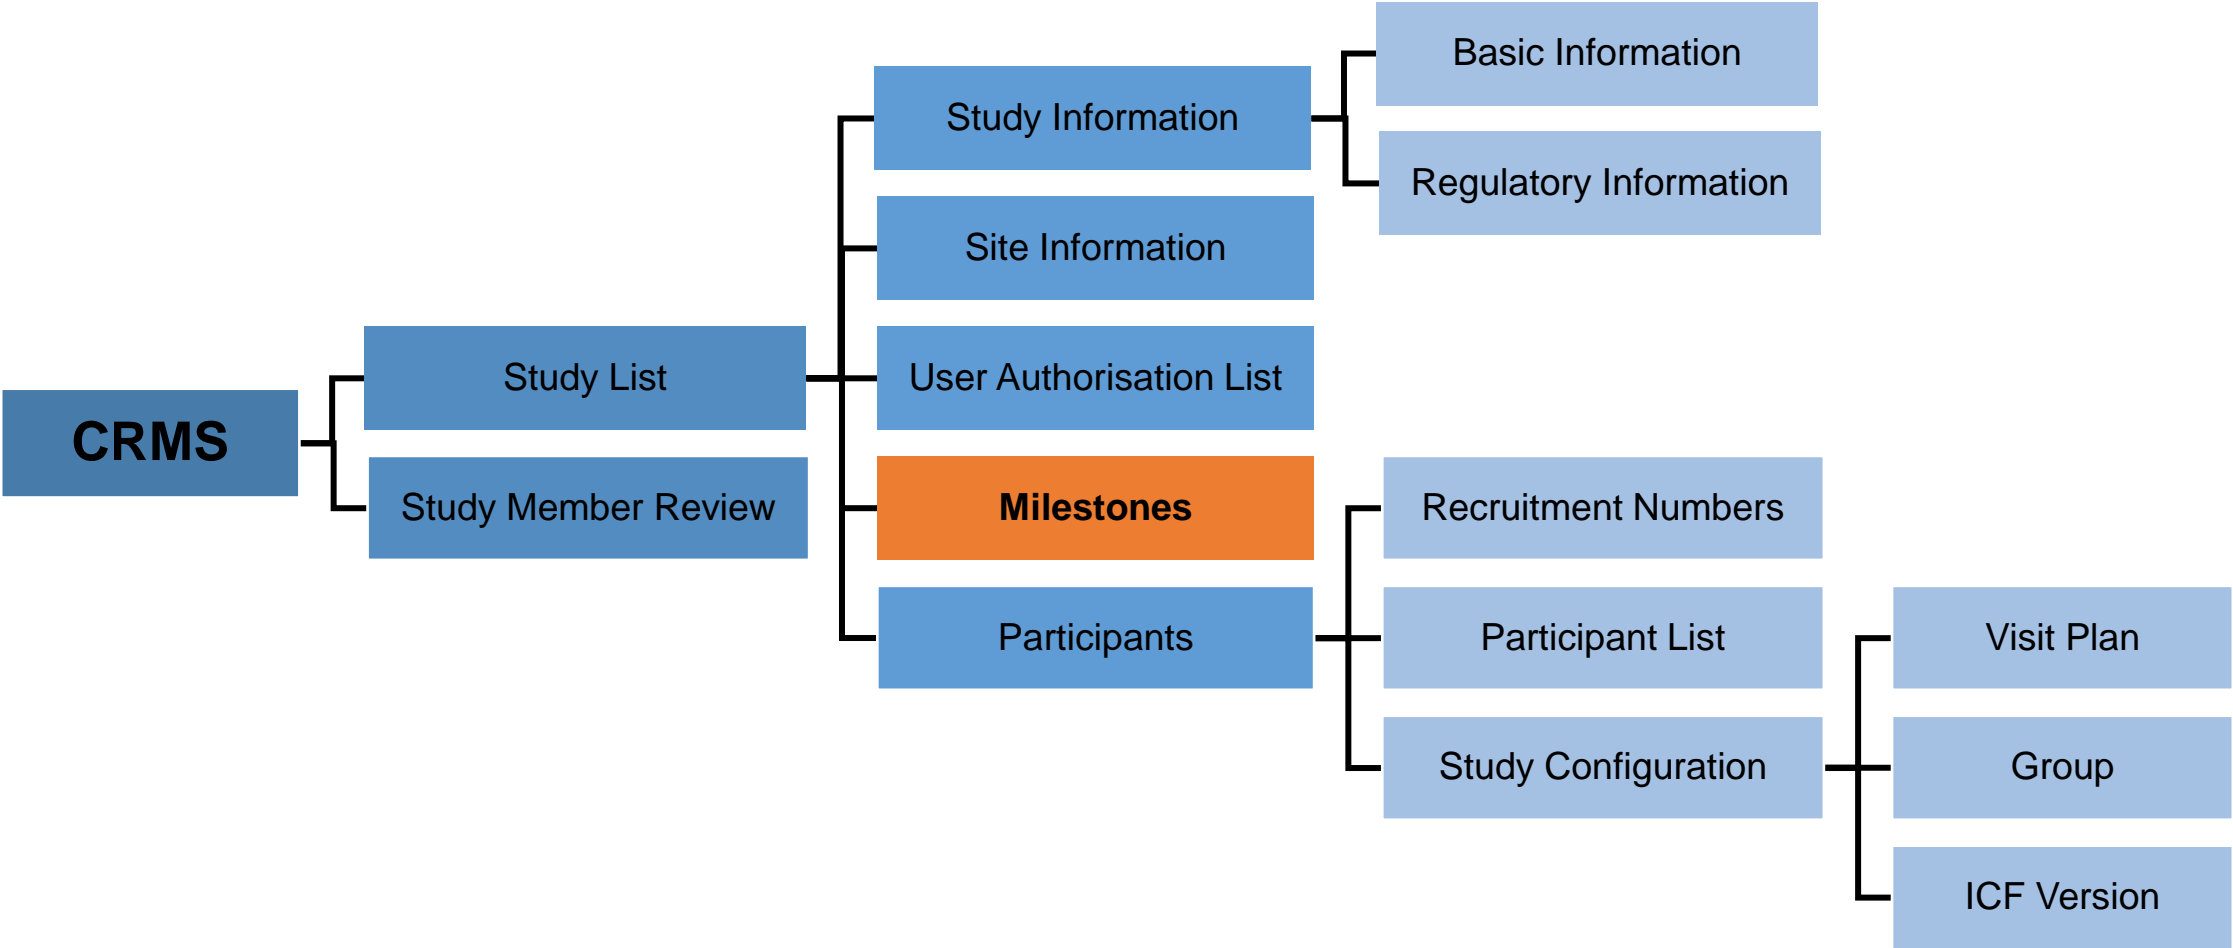 CRMS
Study List
Study Member Review
Study Information
Site Information
User Authorisation List
Milestones
Participants
Basic Information
Regulatory Information
Recruitment Numbers
Participant List
Study Configuration
Visit Plan
Group
ICF Version